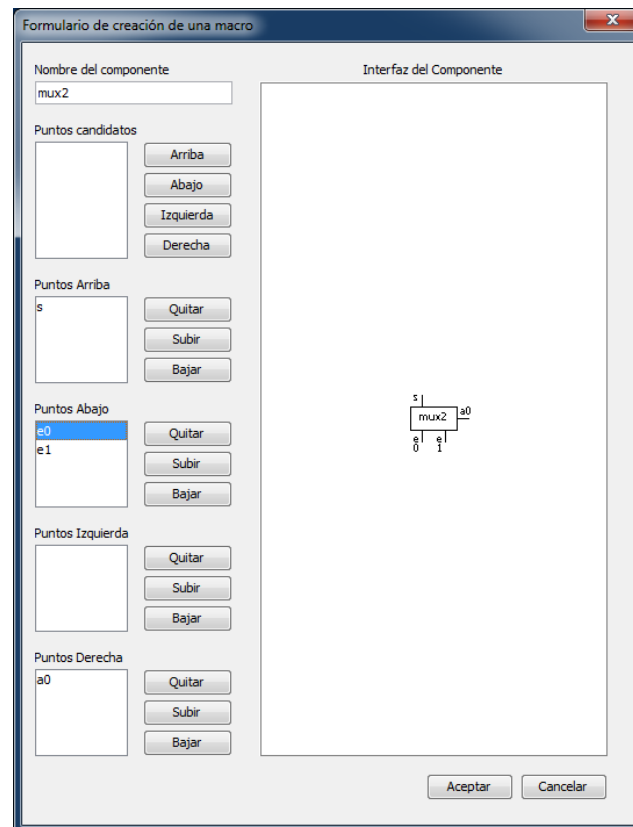 Formulario de creación de una macro
Nombre del componente
mux2
Puntos candidatos
Arriba
Abajo
Izquierda
Derecha
Puntos Arriba
s
Quitar
Subir
Bajar
Puntos Abajo
e0
e1
Quitar
Subir
Bajar
Puntos Izquierda
Quitar
Subir
Bajar
Puntos Derecha
a0
Quitar
Subir
Bajar
Interfaz del Componente
s
mux2
a0
e e
0 1
Aceptar
Cancelar